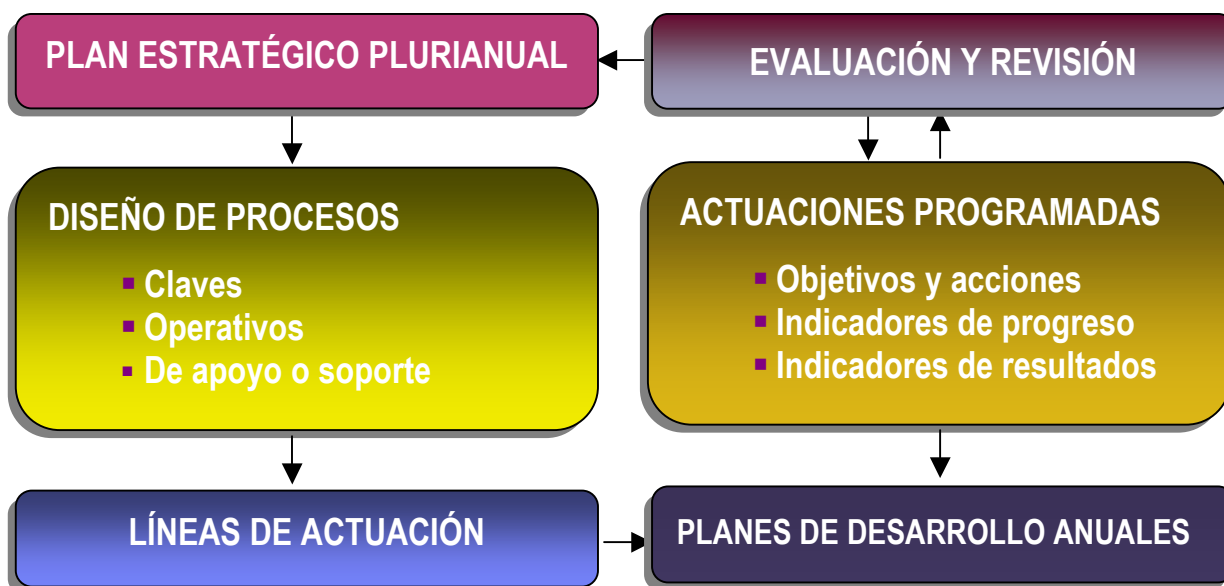 PLAN ESTRATÉGICO PLURIANUAL
EVALUACIÓN Y REVISIÓN
DISEÑO DE PROCESOS
▪ Claves
▪ Operativos
▪ De apoyo o soporte
ACTUACIONES PROGRAMADAS
▪ Objetivos y acciones
▪ Indicadores de progreso
▪ Indicadores de resultados
LÍNEAS DE ACTUACIÓN
PLANES DE DESARROLLO ANUALES